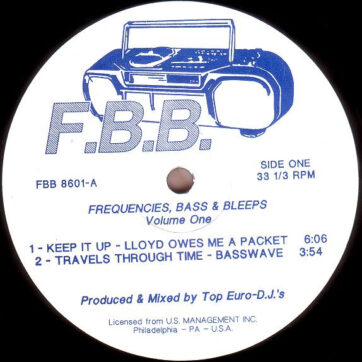 F.B.B.
FBB 8601-A
SIDE ONE
33 1/3 RPM
FREQUENCIES, BASS & BLEEPS
Volume One
1 - KEEP IT UP - LLOYD OWES ME A PACKET 6:06
2 - TRAVELS THROUGH TIME - BASSWAVE 3:54
Produced & Mixed by Top Euro-D.J.'s
Licensed from U.S. MANAGEMENT INC.
Philadelphia - PA - U.S.A.